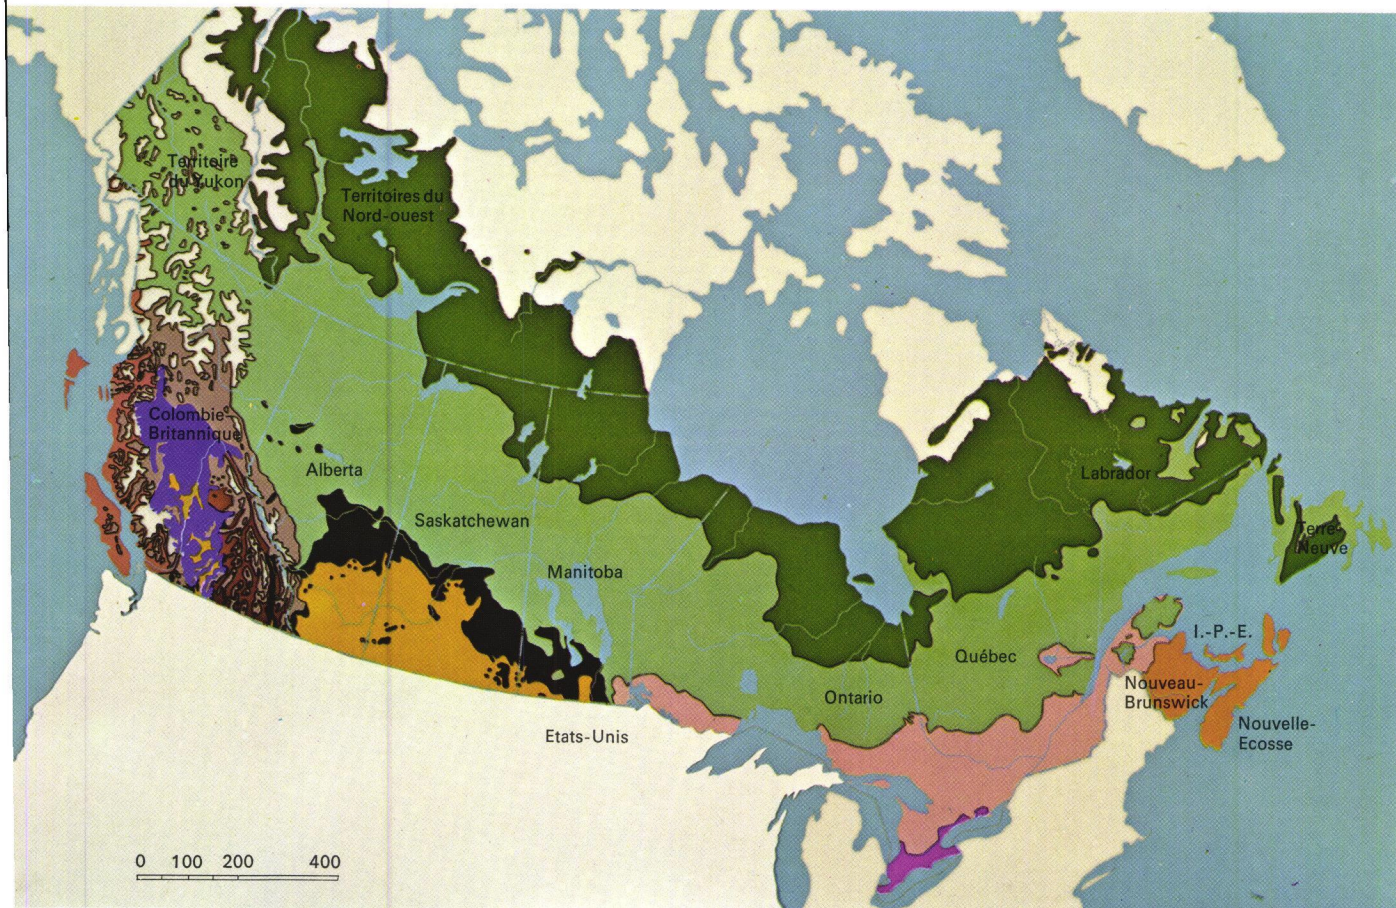 Territoire
du Yukon
Territoires du
Nord-ouest
Colombie-
Britannique
Alberta
Saskatchewan
Manitoba
Labrador
Terre-
Neuve
Québec
I.-P.-E.
Ontario
Nouveau-
Brunswick
Nouvelle-
Ecosse
Etats-Unis
0 100 200 400